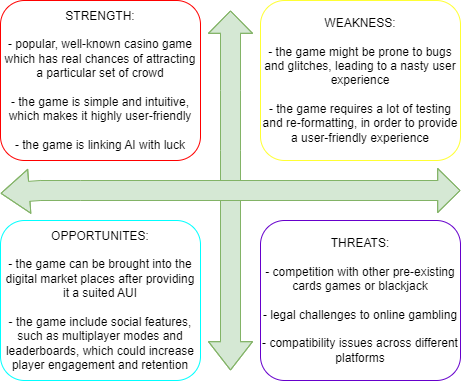 STRENGTH:
- popular, well-known casino game
which has real chances of attracting
a particular set of crowd
- the game is simple and intuitive,
which makes it highly user-friendly
- the game is linking AI with luck
WEAKNESS:
- the game might be prone to bugs
and glitches, leading to a nasty user
experience
- the game requires a lot of testing
and re-formatting, in order to provide
a user-friendly experience
OPPORTUNITES:
- the game can be brought into the
digital market places after providing
it a suited AUI
- the game include social features,
such as multiplayer modes and
leaderboards, which could increase
player engagement and retention
THREATS:
- competition with other pre-existing
cards games or blackjack
- legal challenges to online gambling
- compatibility issues across different
platforms